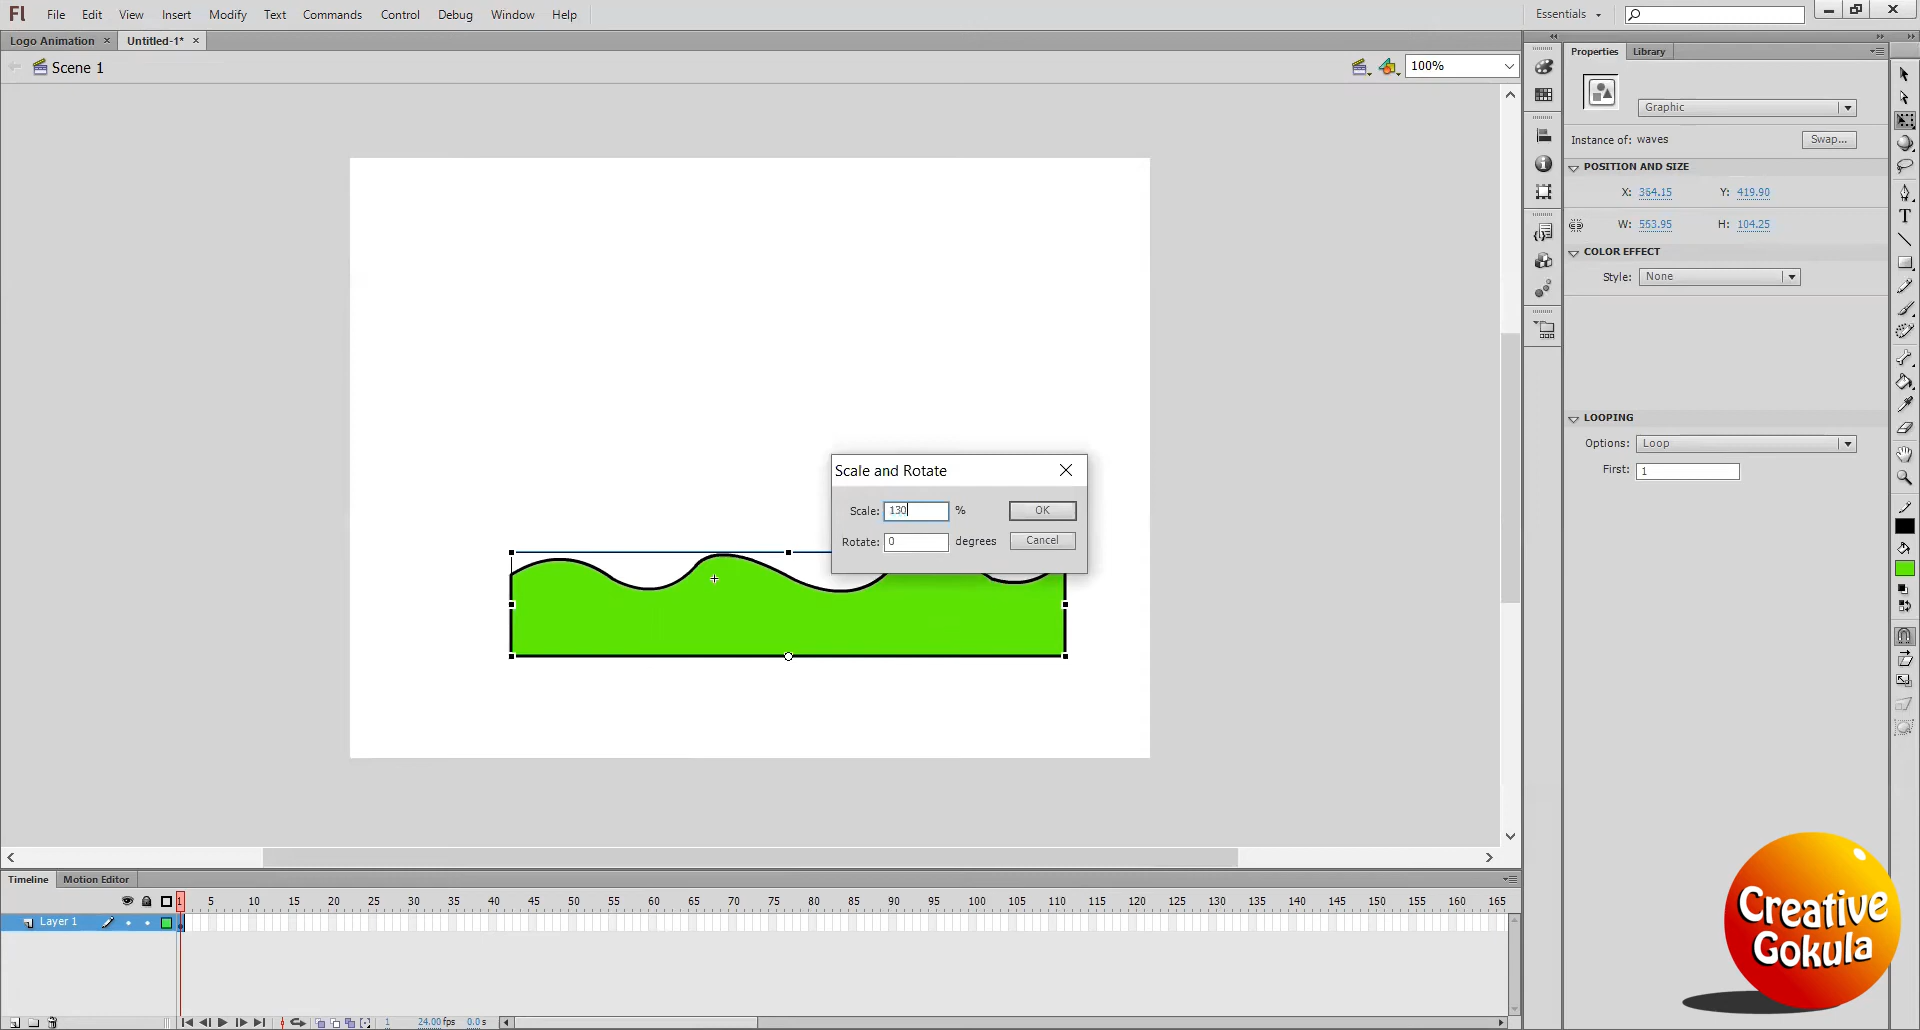 Fl File Edit View Insert Modify Text Commands Control Debug Window Help Essentials
Logo Animation × Untitled-1* ×
Scene 1 100%
Properties Library
Graphic
Instance of: waves Swap...
POSITION AND SIZE
X: 364.15 Y: 419.90
W: 553.95 H: 104.25
COLOR EFFECT
Style: None
LOOPING
Options: Loop
First: 1
Scale and Rotate
Scale: 130 % OK
Rotate: 0 degrees Cancel
Timeline Motion Editor
1 5 10 15 20 25 30 35 40 45 50 55 60 65 70 75 80 85 90 95 100 105 110 115 120 125 130 135 140 145 150 155 160 165
Layer 1
1 24.00 fps 0.0 s
Creative
Gokula